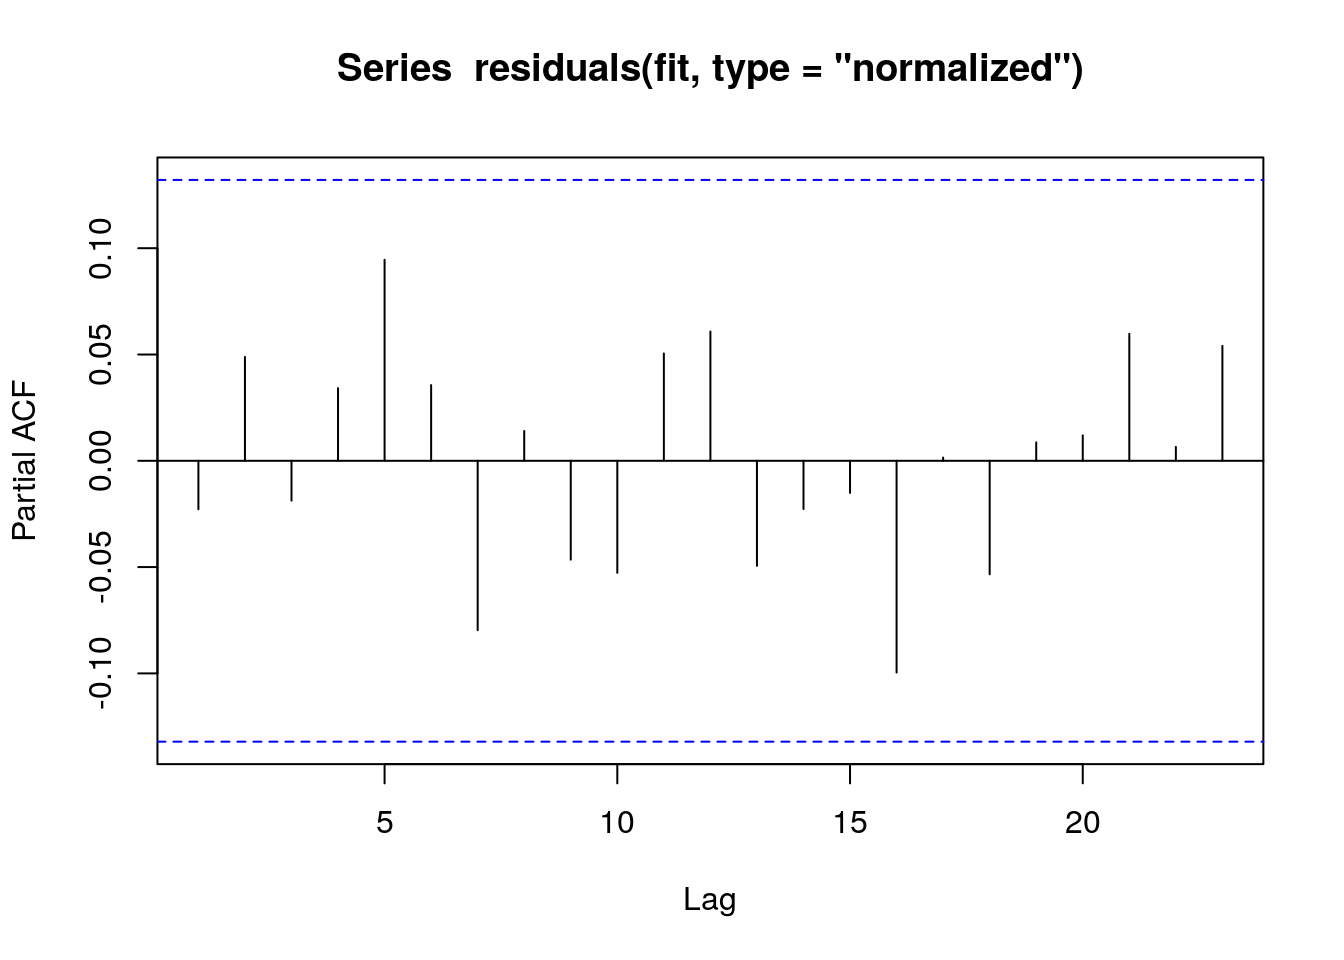 Series  residuals(fit, type = "normalized")
Partial ACF
0.10
0.05
0.00
-0.05
-0.10
5 10 15 20
Lag